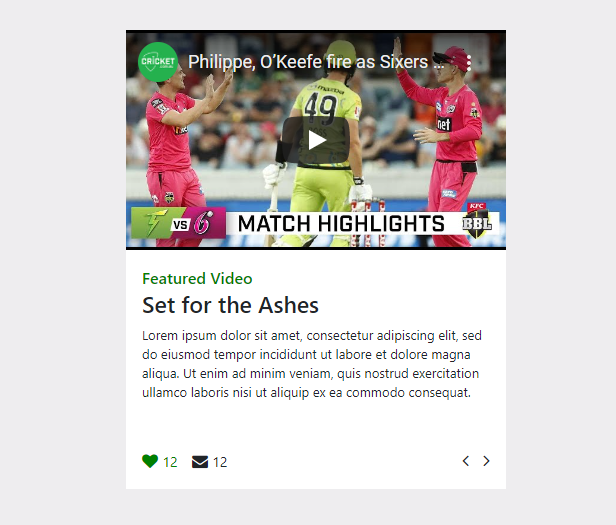 CRICKET
Philippe, O’Keefe fire as Sixers ...
49
net
VS
MATCH HIGHLIGHTS
KFC
BBL
Featured Video
Set for the Ashes
Lorem ipsum dolor sit amet, consectetur adipiscing elit, sed
do eiusmod tempor incididunt ut labore et dolore magna
aliqua. Ut enim ad minim veniam, quis nostrud exercitation
ullamco laboris nisi ut aliquip ex ea commodo consequat.
12 12